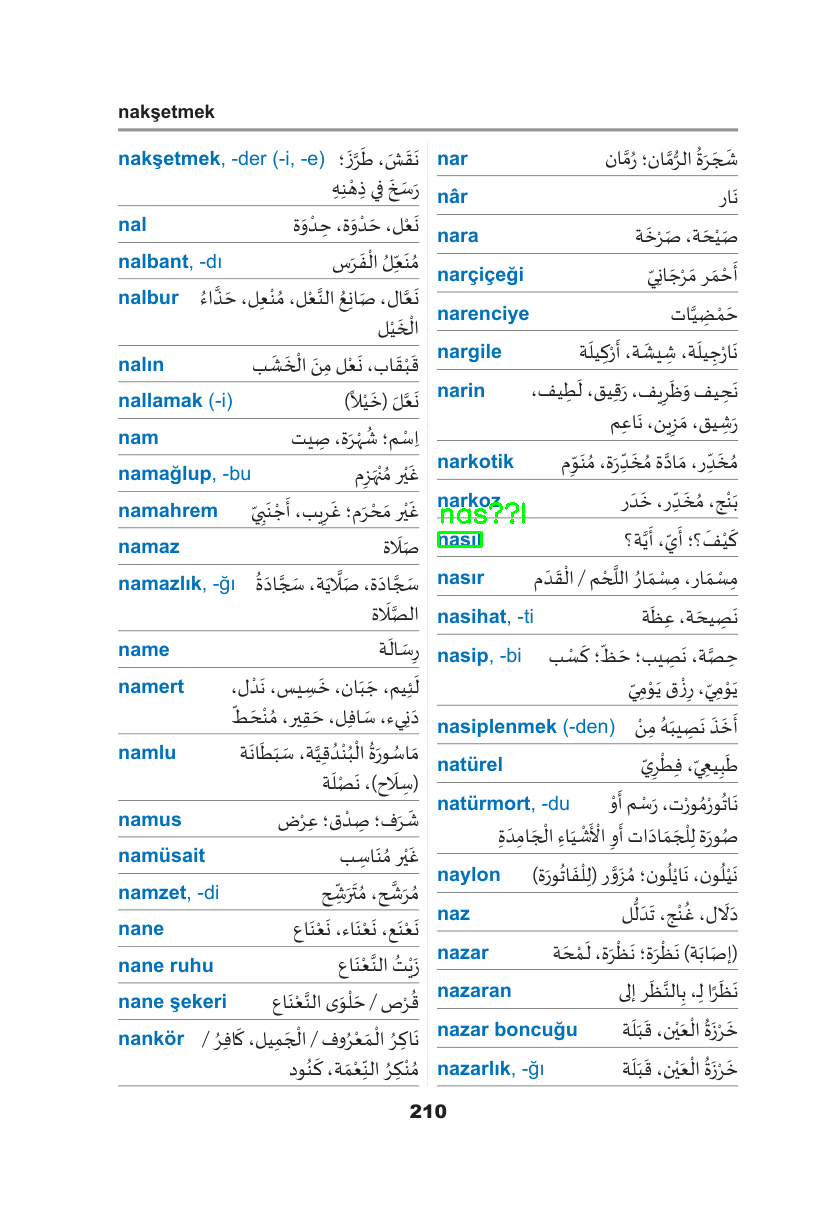 nakşetmek
nakşetmek, -der (-i, -e) نَقَشَ، طَرَّزَ؛
رَسَخَ فِي ذِهْنِهِ
nal نَعْل، حَدْوَة، حِدْوَة
nalbant, -dı مُنَعِّلُ الْفَرَس
nalbur نَعَّال، صَانِعُ النَّعْل، مُنْعِل، حَذَّاءُ
الْخَيْل
nalın قَبْقَاب، نَعْل مِنَ الْخَشَب
nallamak (-i) نَعَّلَ (خَيْلاً)
nam اِسْم؛ شُهْرَة، صِيت
namağlup, -bu غَيْر مُنْهَزِم
namahrem غَيْر مَحْرَم؛ غَرِيب، أَجْنَبِيّ
namaz صَلَاة
namazlık, -ğı سَجَّادَة، صَلَّايَة، سَجَّادَةُ
الصَّلَاة
name رِسَالَة
namert لَئِيم، جَبَان، خَسِيس، نَذْل،
دَنِيء، سَافِل، حَقِير، مُنْحَطّ
namlu مَاسُورَةُ الْبُنْدُقِيَّة، سَبَطَانَة
(سِلَاح)، نَصْلَة
namus شَرَف؛ صِدْق؛ عِرْض
namüsait غَيْر مُنَاسِب
namzet, -di مُرَشَّح، مُتَرَشِّح
nane نَعْنَع، نَعْنَاء، نَعْنَاع
nane ruhu زَيْتُ النَّعْنَاع
nane şekeri قُرْص / حَلْوَى النَّعْنَاع
nankör نَاكِرُ الْمَعْرُوف / الْجَمِيل، كَافِرُ /
مُنْكِرُ النِّعْمَة، كَنُود
nar شَجَرَةُ الرُّمَّان؛ رُمَّان
nâr نَار
nara صَيْحَة، صَرْخَة
narçiçeği أَحْمَر مَرْجَانِيّ
narenciye حَمْضِيَّات
nargile نَارْجِيلَة، شِيشَة، أَرْكِيلَة
narin نَحِيف وَظَرِيف، رَقِيق، لَطِيف،
رَشِيق، مَزِين، نَاعِم
narkotik مُخَدِّر، مَادَّة مُخَدِّرَة، مُنَوِّم
narkoz بَنْج، مُخَدِّر، خَدَر
nas??l
nasıl كَيْفَ؟؛ أَيّ، أَيَّة؟
nasır مِسْمَار، مِسْمَارُ اللَّحْم / الْقَدَم
nasihat, -ti نَصِيحَة، عِظَة
nasip, -bi حِصَّة، نَصِيب؛ حَظّ؛ كَسْب
يَوْمِيّ، رِزْق يَوْمِيّ
nasiplenmek (-den) أَخَذَ نَصِيبَهُ مِنْ
natürel طَبِيعِيّ، فِطْرِيّ
natürmort, -du نَاتُورْمُورْت، رَسْم أَوْ
صُورَة لِلْجَمَادَات أَوِ الْأَشْيَاءِ الْجَامِدَةِ
naylon نَيْلُون، نَايْلُون؛ مُزَوَّر (لِلْفَاتُورَة)
naz دَلَال، غُنْج، تَدَلُّل
nazar (إصَابَة) نَظْرَة؛ نَظْرَة، لَمْحَة
nazaran نَظَرًا لِـ، بِالنَّظَر إلى
nazar boncuğu خَرْزَةُ الْعَيْن، قَبَلَة
nazarlık, -ğı خَرْزَةُ الْعَيْن، قَبَلَة
210